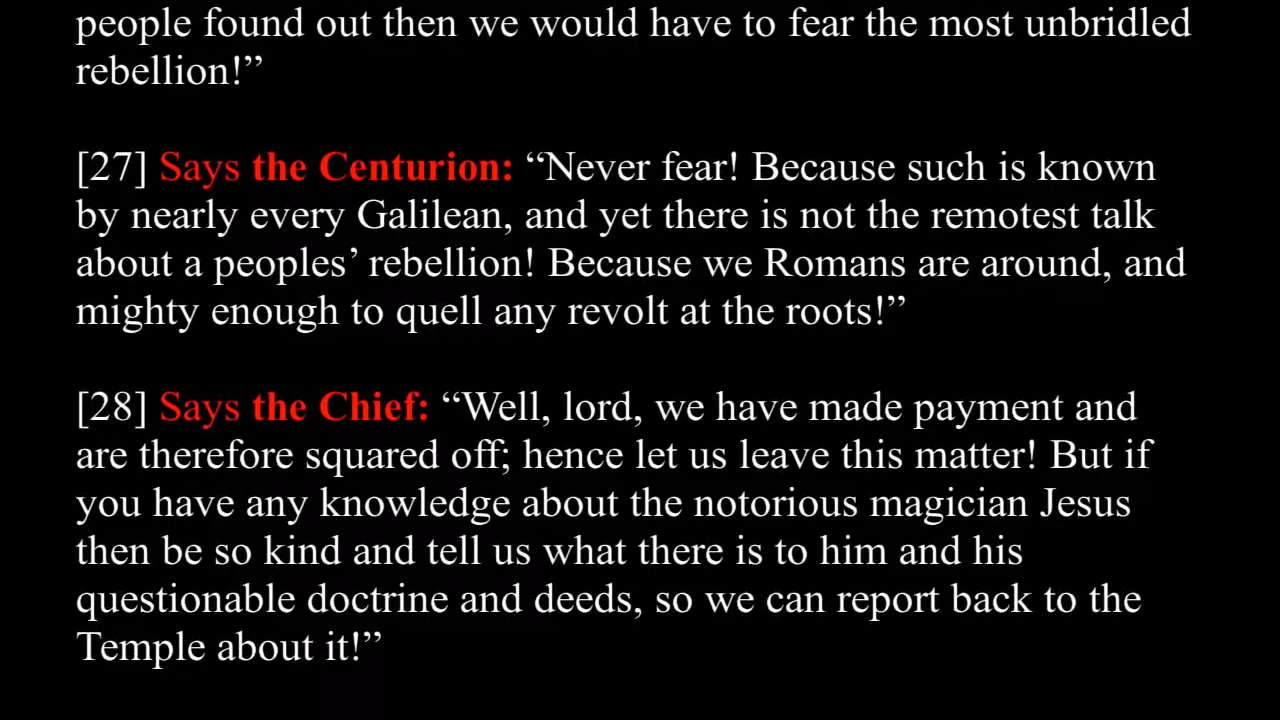 people found out then we would have to fear the most unbridled
rebellion!”
[27] Says the Centurion: “Never fear! Because such is known
by nearly every Galilean, and yet there is not the remotest talk
about a peoples’ rebellion! Because we Romans are around, and
mighty enough to quell any revolt at the roots!”
[28] Says the Chief: “Well, lord, we have made payment and
are therefore squared off; hence let us leave this matter! But if
you have any knowledge about the notorious magician Jesus
then be so kind and tell us what there is to him and his
questionable doctrine and deeds, so we can report back to the
Temple about it!”